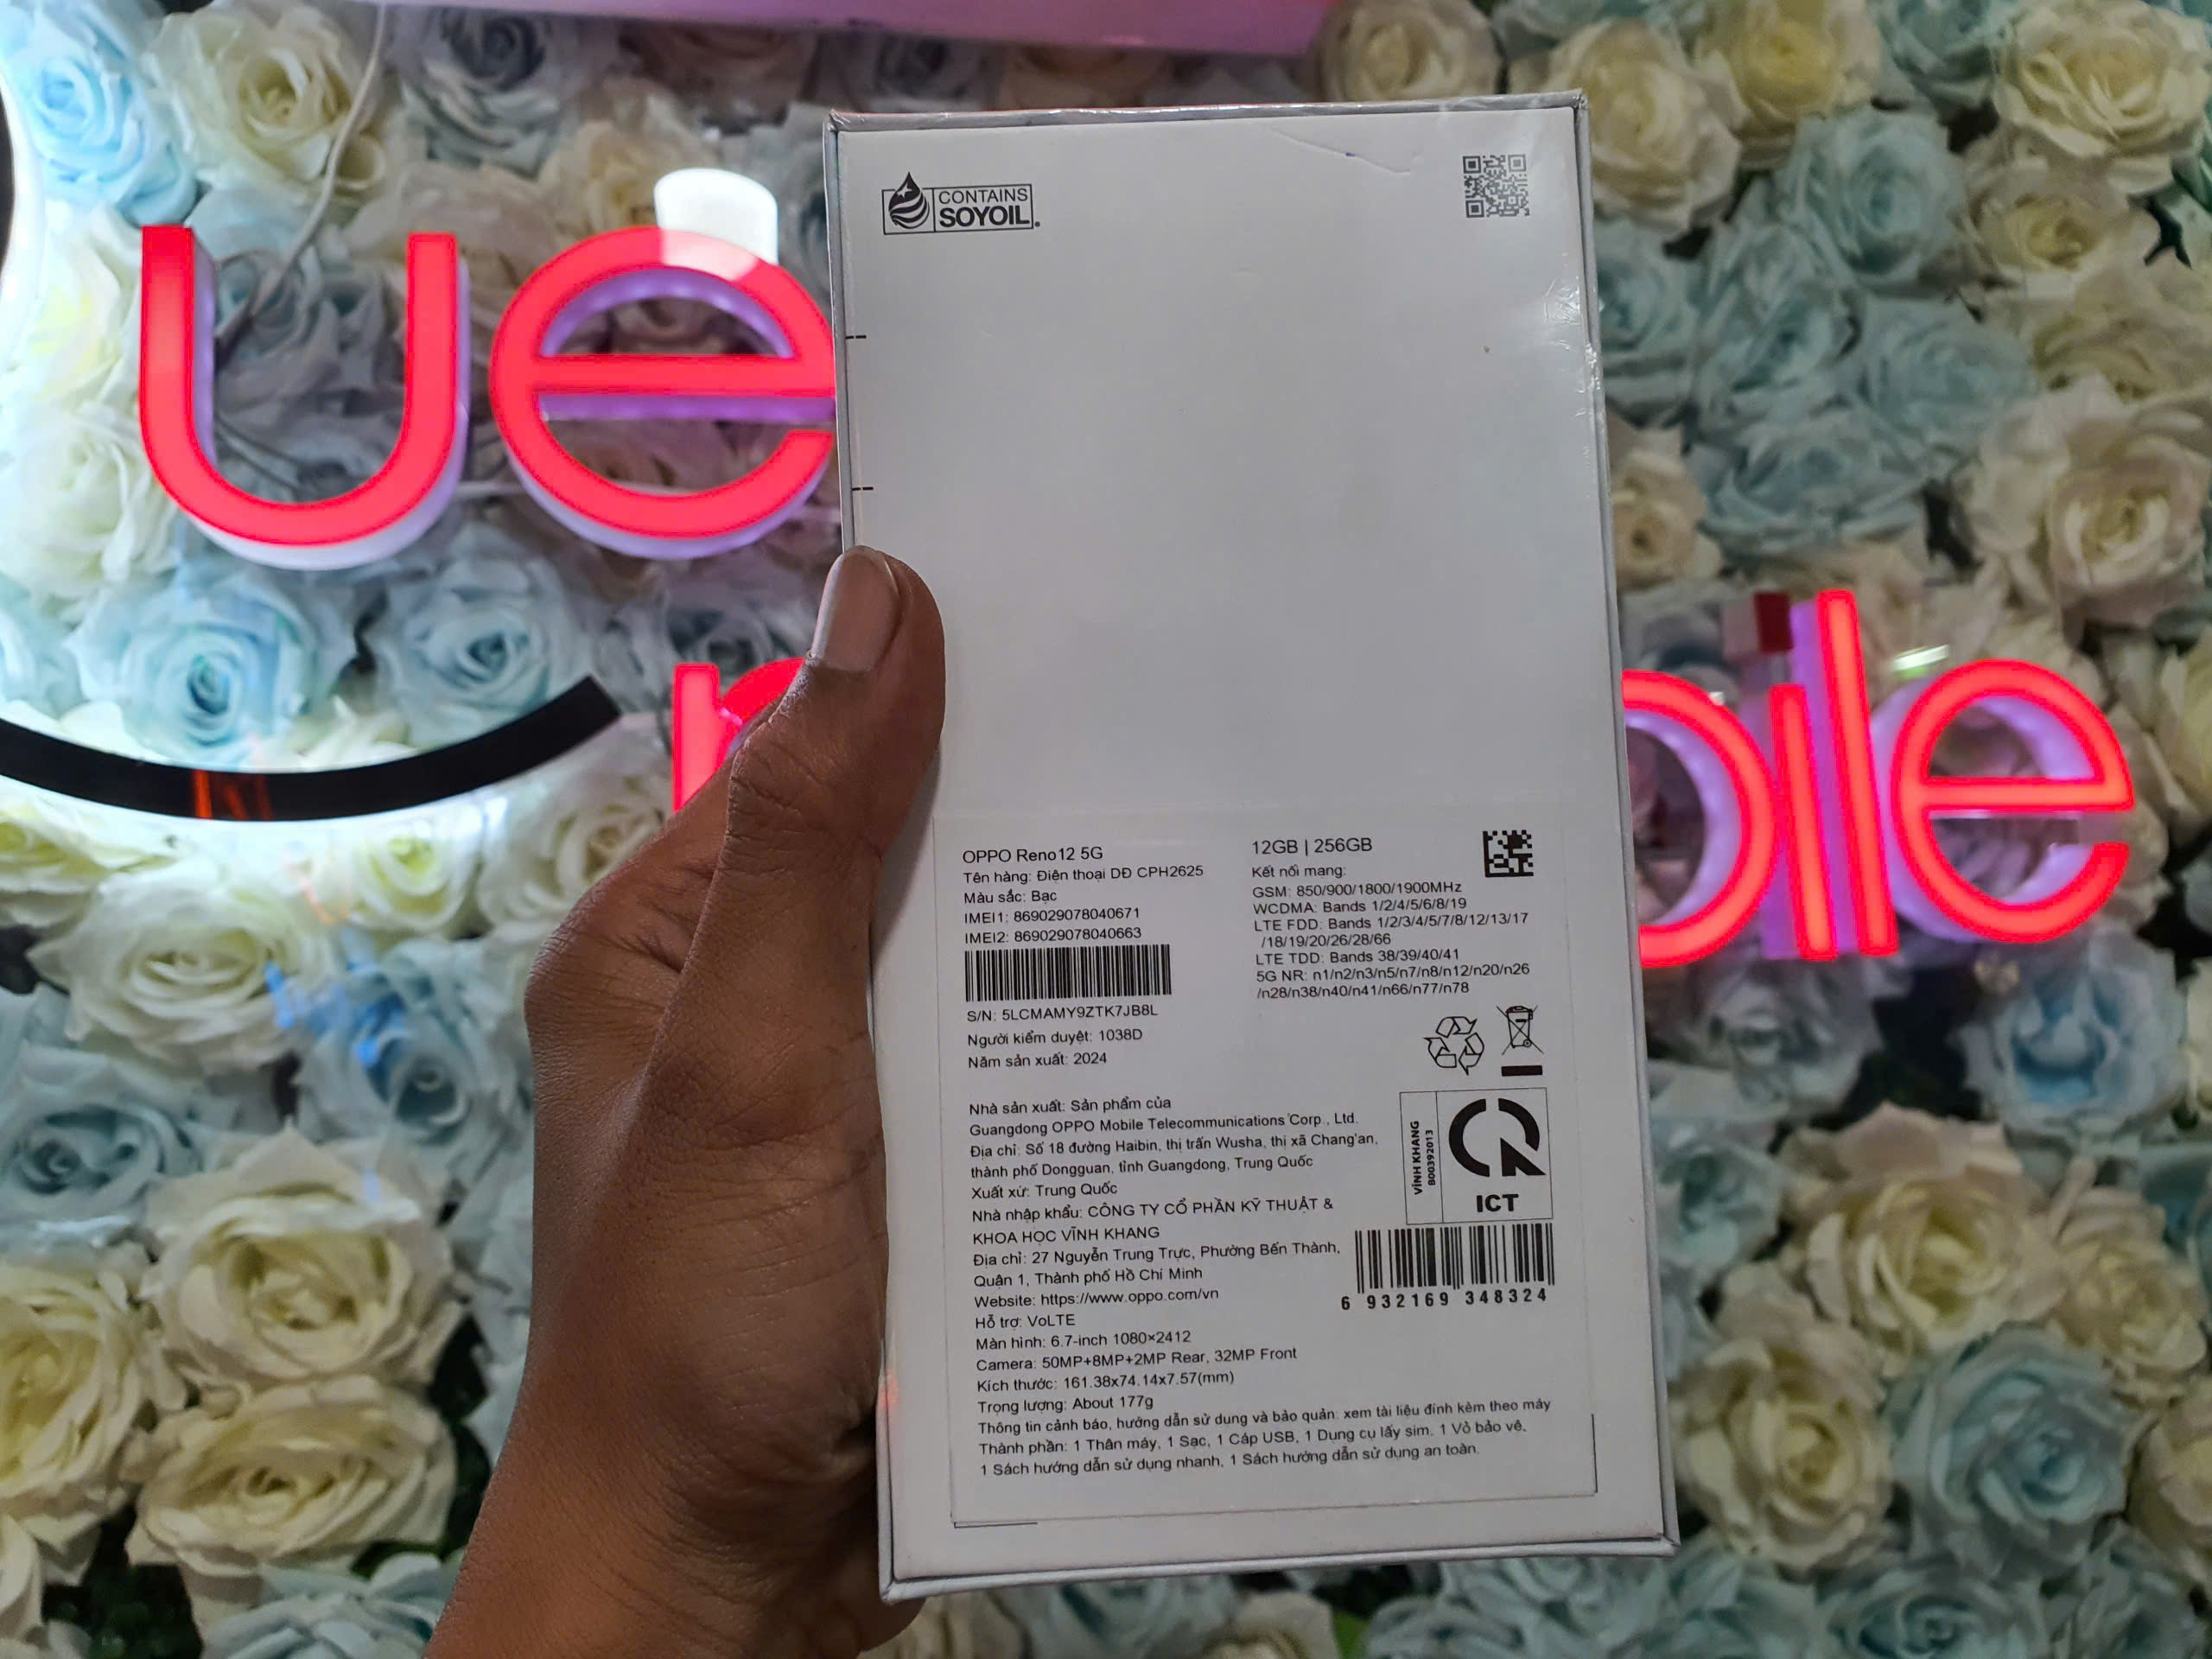 CONTAINS
SOYOIL
ue
OPPO Reno12 5G
Tên hàng: Điện thoại DĐ CPH2625
Màu sắc: Bạc
IMEI1: 869029078040671
IMEI2: 869029078040663
S/N: 5LCMAMY9ZTK7JB8L
Người kiểm duyệt: 1038D
Năm sản xuất: 2024
12GB | 256GB
Kết nối mạng:
GSM: 850/900/1800/1900MHz
WCDMA: Bands 1/2/4/5/6/8/19
LTE FDD: Bands 1/2/3/4/5/7/8/12/13/17
/18/19/20/26/28/66
LTE TDD: Bands 38/39/40/41
5G NR: n1/n2/n3/n5/n7/n8/n12/n20/n26
/n28/n38/n40/n41/n66/n77/n78
Nhà sản xuất: Sản phẩm của
Guangdong OPPO Mobile Telecommunications Corp., Ltd.
Địa chỉ: Số 18 đường Haibin, thị trấn Wusha, thị xã Chang'an,
thành phố Dongguan, tỉnh Guangdong, Trung Quốc
Xuất xứ: Trung Quốc
Nhà nhập khẩu: CÔNG TY CỔ PHẦN KỸ THUẬT &
KHOA HỌC VĨNH KHANG
Địa chỉ: 27 Nguyễn Trung Trực, Phường Bến Thành,
Quận 1, Thành phố Hồ Chí Minh
Website: https://www.oppo.com/vn
Hỗ trợ: VoLTE
Màn hình: 6.7-inch 1080×2412
Camera: 50MP+8MP+2MP Rear, 32MP Front
Kích thước: 161.38x74.14x7.57(mm)
Trọng lượng: About 177g
Thông tin cảnh báo, hướng dẫn sử dụng và bảo quản: xem tài liệu đính kèm theo máy
Thành phần: 1 Thân máy, 1 Sạc, 1 Cáp USB, 1 Dụng cụ lấy sim, 1 Vỏ bảo vệ,
1 Sách hướng dẫn sử dụng nhanh, 1 Sách hướng dẫn sử dụng an toàn.
VĨNH KHANG
B00392013
ICT
6 932169 348324
ile